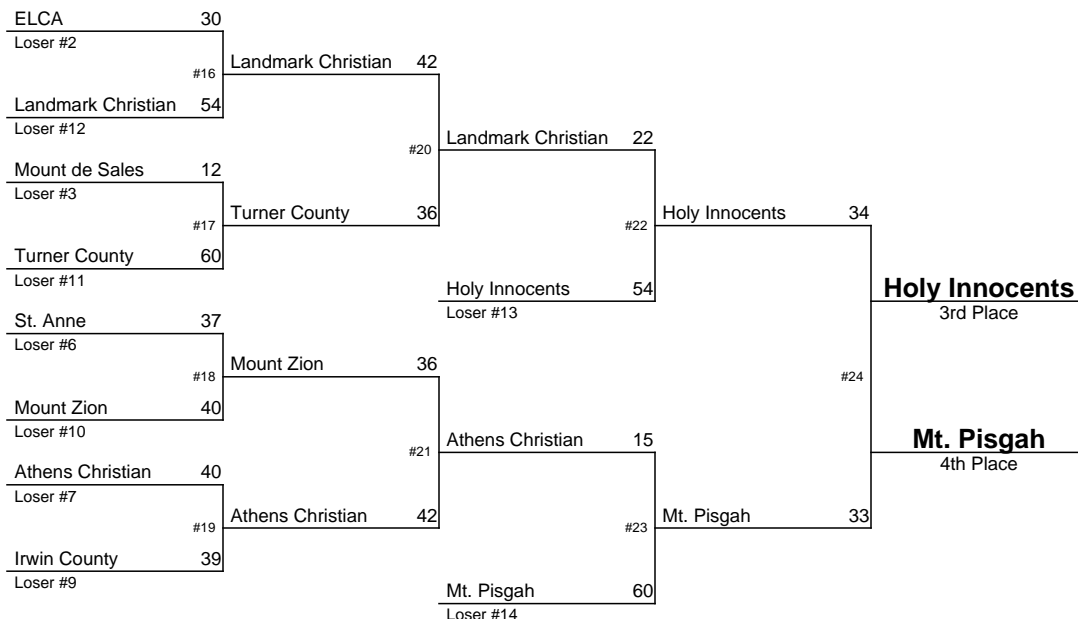 ELCA 30
Loser #2
#16
Landmark Christian 42
Landmark Christian 54
Loser #12
#20
Landmark Christian 22
Mount de Sales 12
Loser #3
#17
Turner County 36
#22
Holy Innocents 34
Turner County 60
Loser #11
Holy Innocents 54
Loser #13
Holy Innocents
3rd Place
St. Anne 37
Loser #6
#18
Mount Zion 36
#24
Mount Zion 40
Loser #10
#21
Athens Christian 15
Mt. Pisgah
4th Place
Athens Christian 40
Loser #7
#19
Athens Christian 42
#23
Mt. Pisgah 33
Irwin County 39
Loser #9
Mt. Pisgah 60
Loser #14